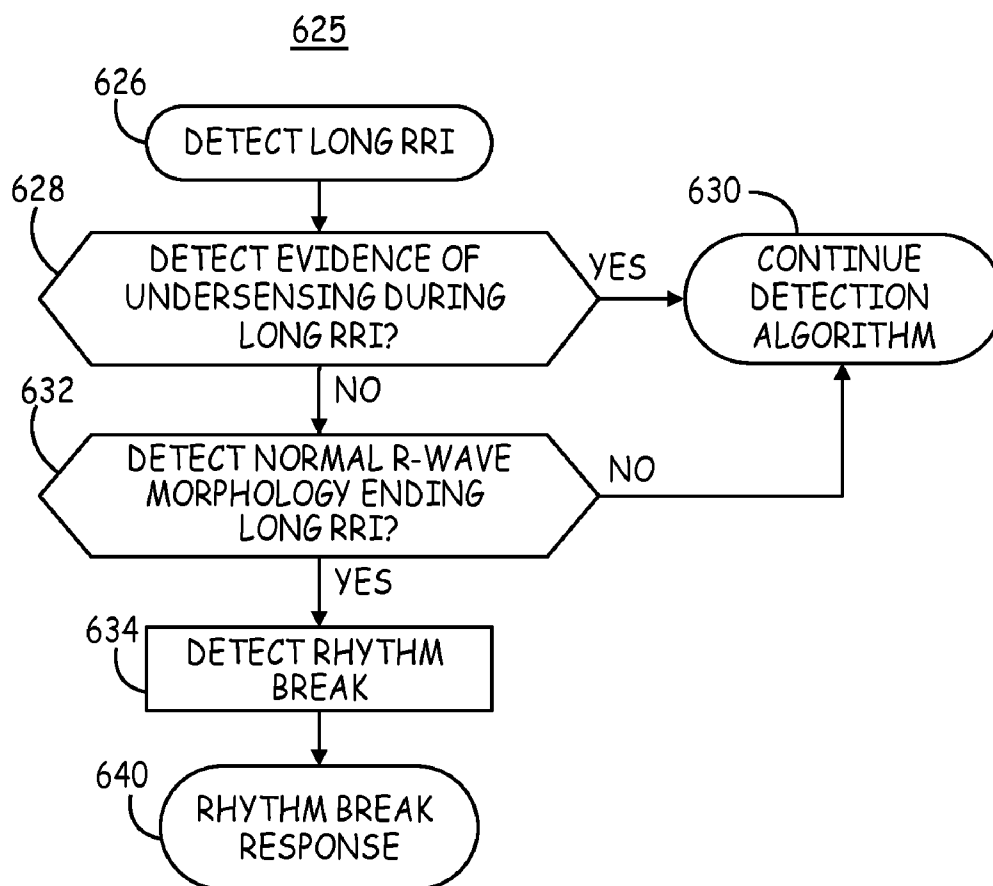 625
626
DETECT LONG RRI
628
DETECT EVIDENCE OF
UNDERSENSING DURING
LONG RRI?
YES
630
CONTINUE
DETECTION
ALGORITHM
NO
632
DETECT NORMAL R-WAVE
MORPHOLOGY ENDING
LONG RRI?
NO
YES
634
DETECT RHYTHM
BREAK
640
RHYTHM BREAK
RESPONSE